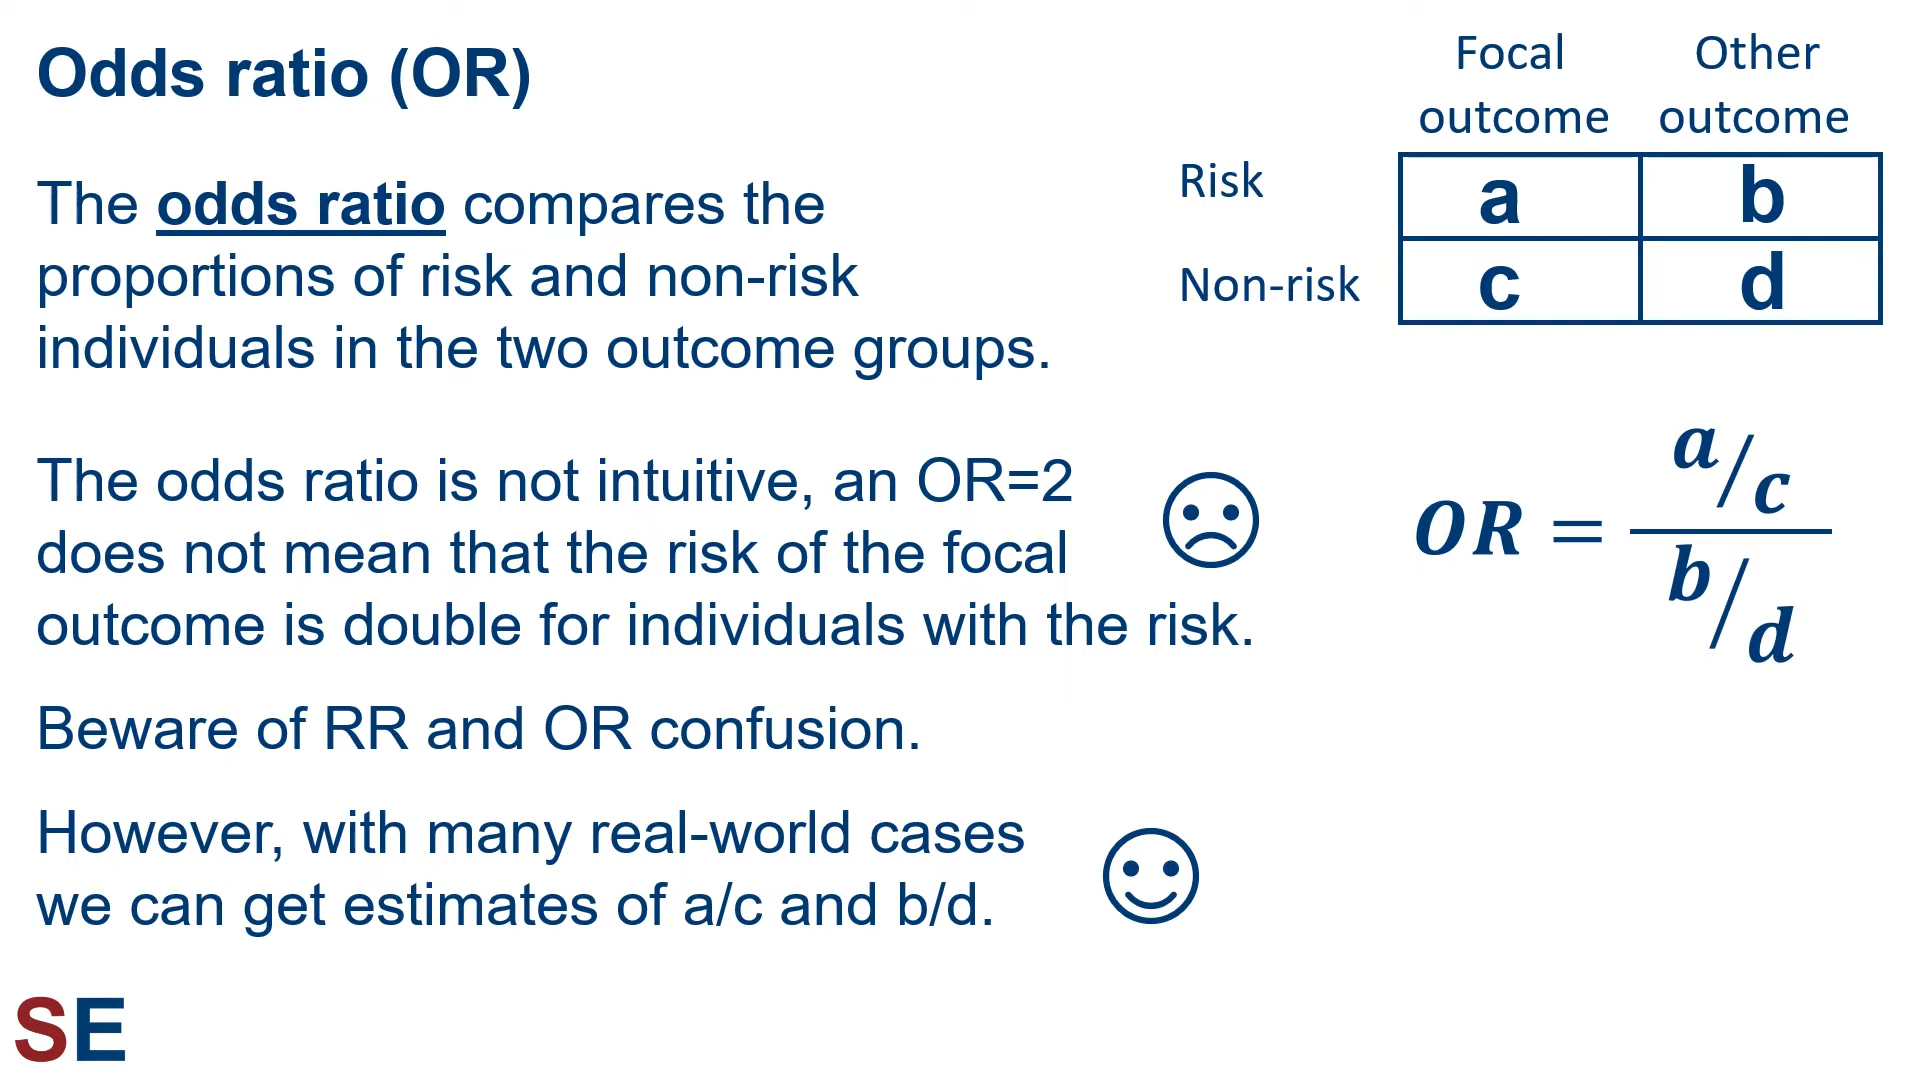 Odds ratio (OR)
The odds ratio compares the
proportions of risk and non-risk
individuals in the two outcome groups.
The odds ratio is not intuitive, an OR=2
does not mean that the risk of the focal
outcome is double for individuals with the risk.
Beware of RR and OR confusion.
However, with many real-world cases
we can get estimates of a/c and b/d.
Focal Other
outcome outcome
Risk a b
Non-risk c d
a/c
OR =
b/d
SE